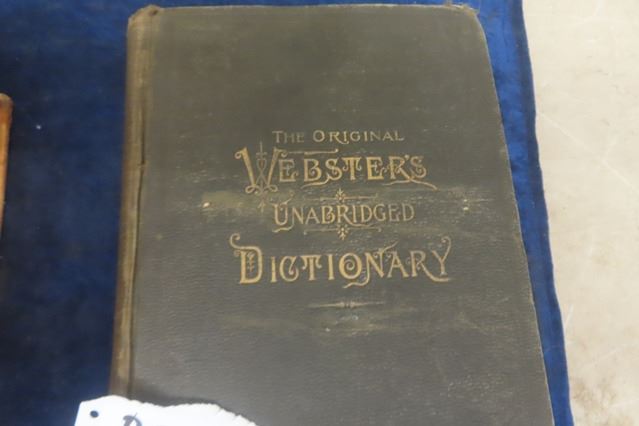 THE ORIGINAL
WEBSTER'S
UNABRIDGED
DICTIONARY